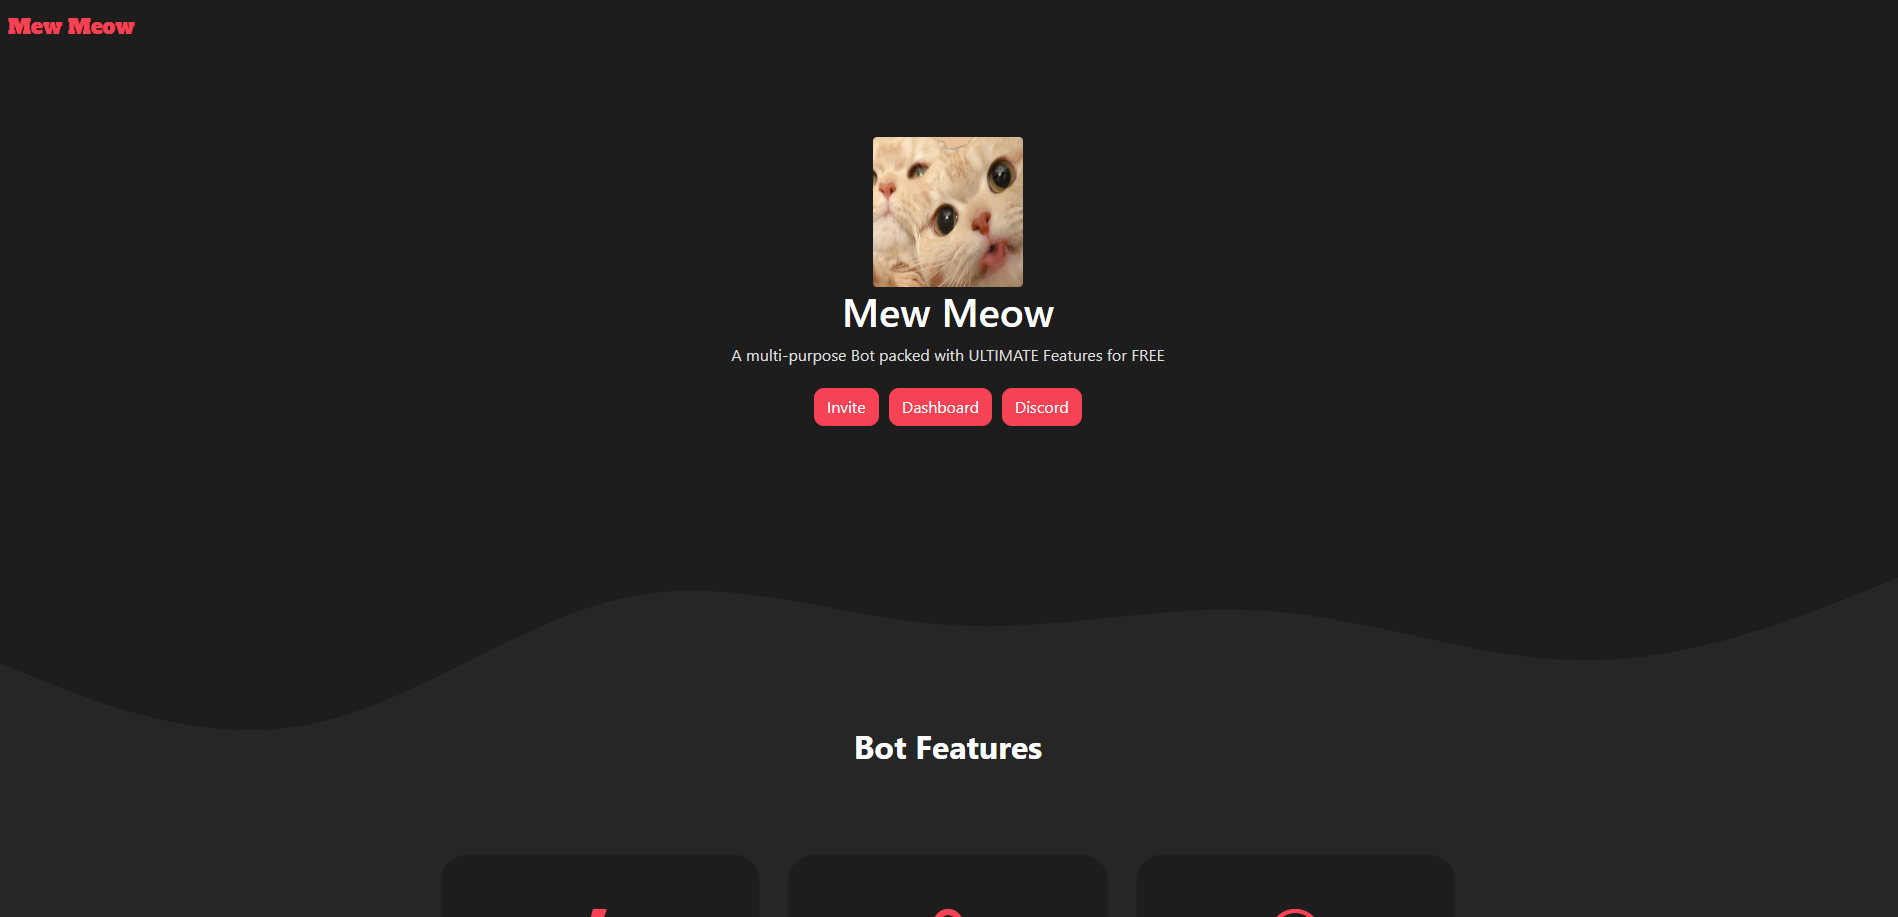 Mew Meow
Mew Meow
A multi-purpose Bot packed with ULTIMATE Features for FREE
Invite Dashboard Discord
Bot Features